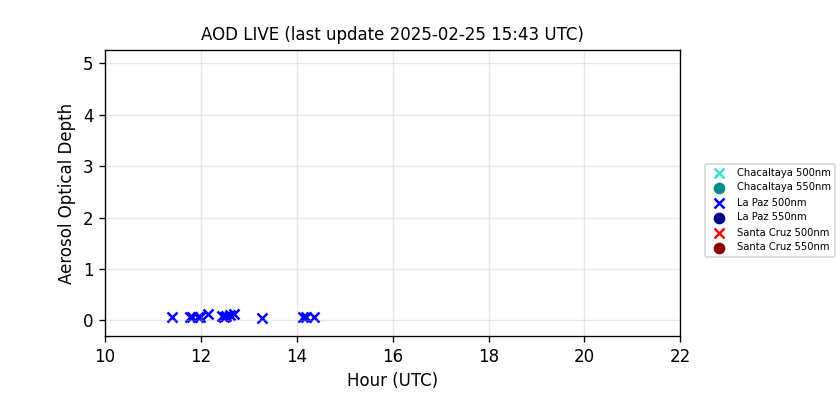 AOD LIVE (last update 2025-02-25 15:43 UTC)
Aerosol Optical Depth
5
4
3
2
1
0
10 12 14 16 18 20 22
Hour (UTC)
Chacaltaya 500nm
Chacaltaya 550nm
La Paz 500nm
La Paz 550nm
Santa Cruz 500nm
Santa Cruz 550nm